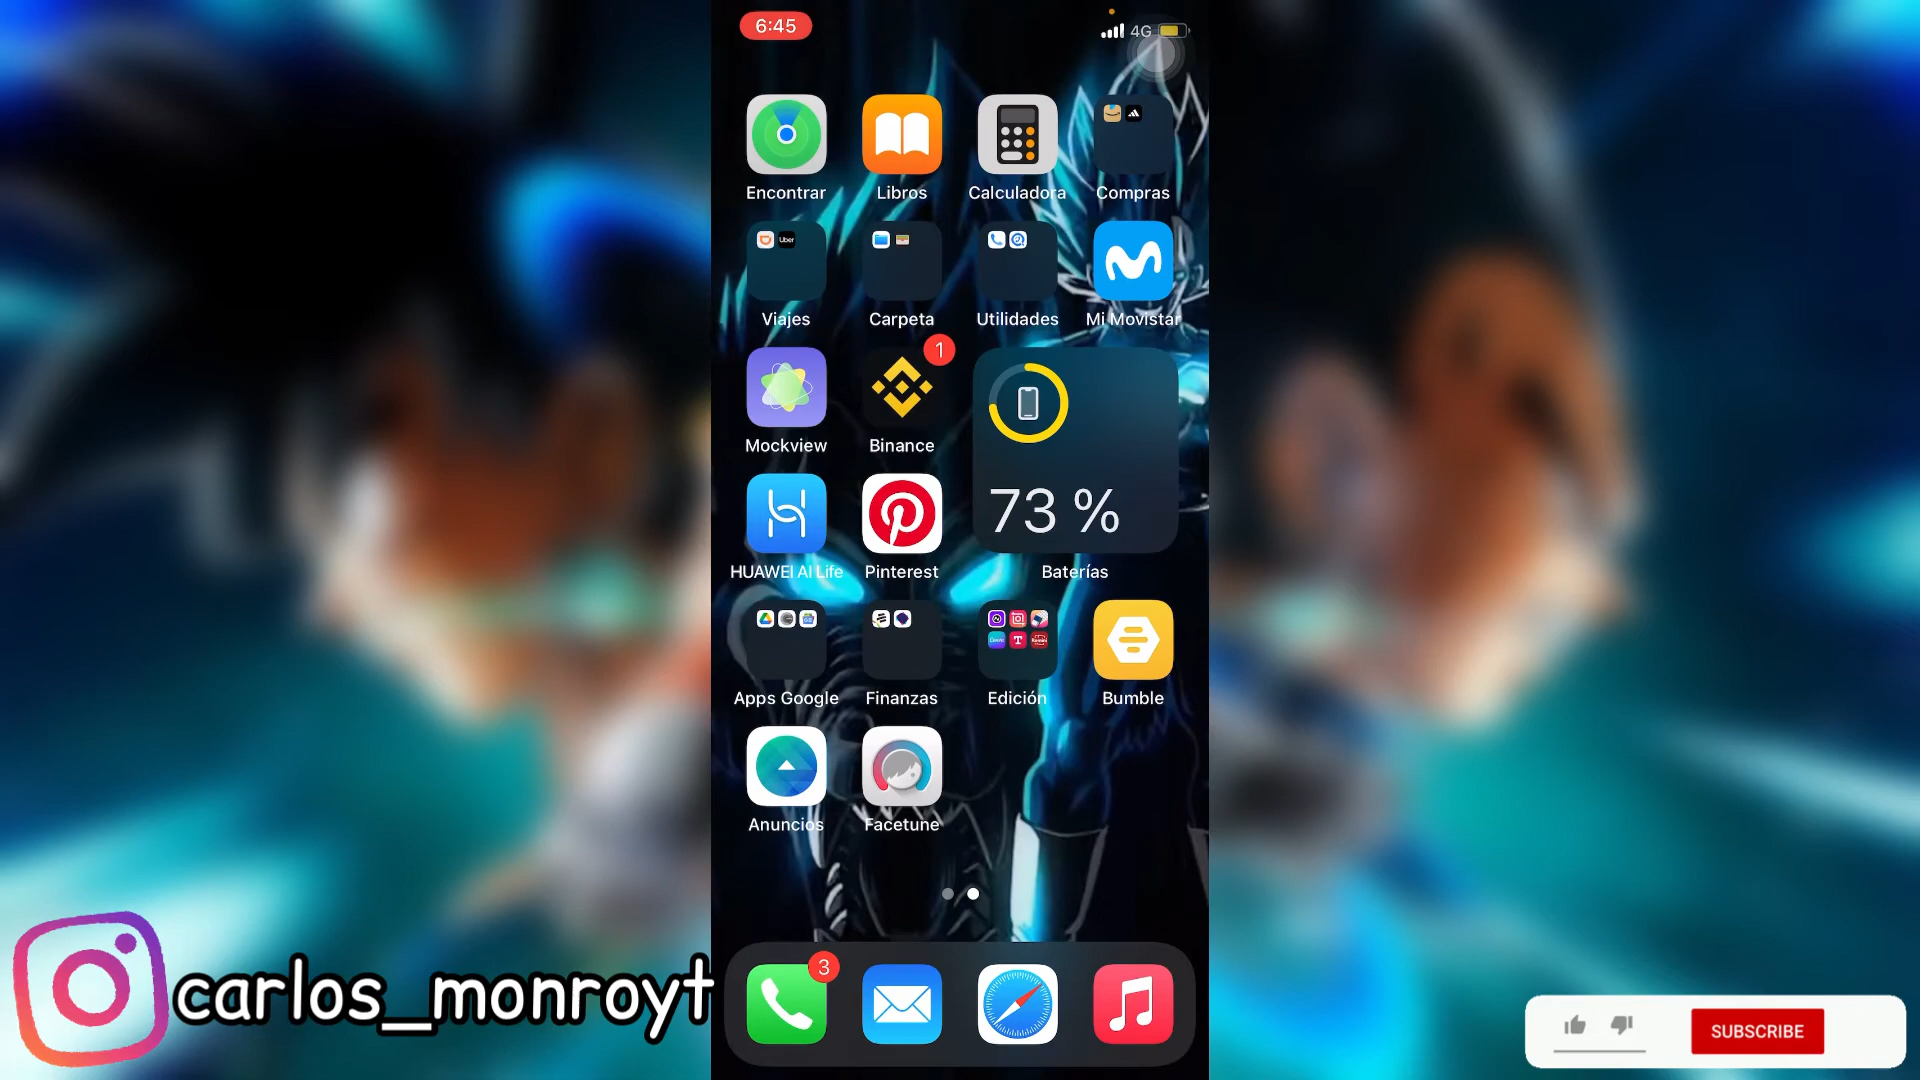 6:45
4G
Encontrar
Libros
Calculadora
Compras
Uber
Viajes
Carpeta
Utilidades
Mi Movistar
1
Mockview
Binance
73 %
HUAWEI AI Life
Pinterest
Baterías
Apps Google
Finanzas
Edición
Bumble
Anuncios
Facetune
3
carlos_monroyt
SUBSCRIBE